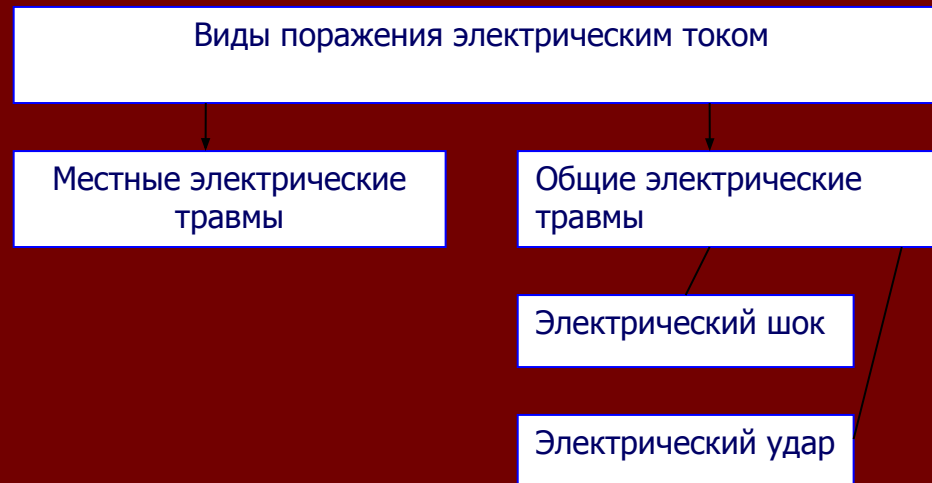 Виды поражения электрическим током
Местные электрические
травмы
Общие электрические
травмы
Электрический шок
Электрический удар